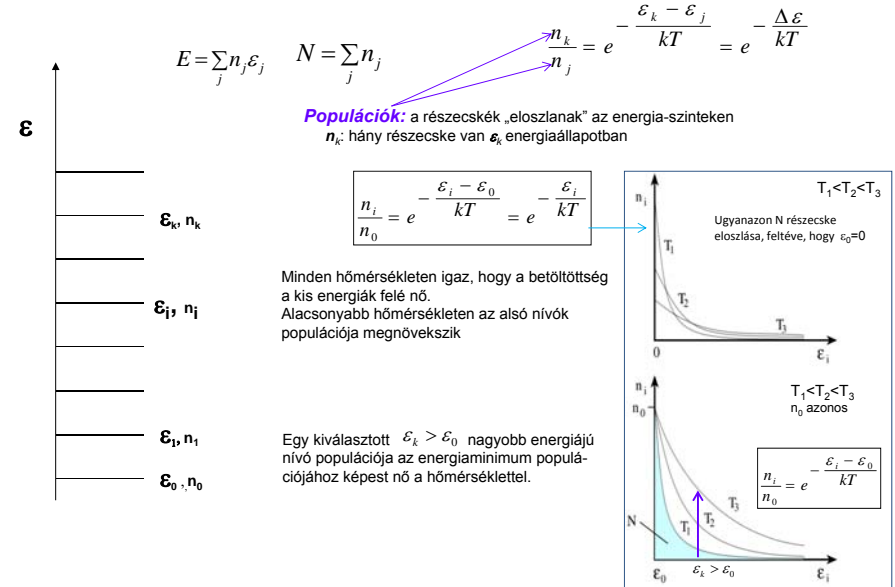 E = ∑_j n_j ε_j   N = ∑_j n_j
n_k / n_j = e^{-(ε_k − ε_j)/kT} = e^{-Δε/kT}
Populációk: a részecskék „eloszlanak” az energia-szinteken
n_k: hány részecske van ε_k energiaállapotban
ε
ε_k, n_k
ε_i, n_i
ε_1, n_1
ε_0, n_0
n_i / n_0 = e^{-(ε_i − ε_0)/kT} = e^{-ε_i/kT}
Minden hőmérsékleten igaz, hogy a betöltöttség
a kis energiák felé nő.
Alacsonyabb hőmérsékleten az alsó nívók
populációja megnövekszik
Egy kiválasztott ε_k > ε_0 nagyobb energiájú
nívó populációja az energiaminimum populá-
ciójához képest nő a hőmérséklettel.
T_1<T_2<T_3
n_i
Ugyanazon N részecske
eloszlása, feltéve, hogy ε_0=0
T_1
T_2
T_3
0
ε_i
n_i
T_1<T_2<T_3
n_0 azonos
n_0
n_i / n_0 = e^{-(ε_i − ε_0)/kT}
T_3
N
T_1
T_2
ε_0
ε_k > ε_0
ε_i